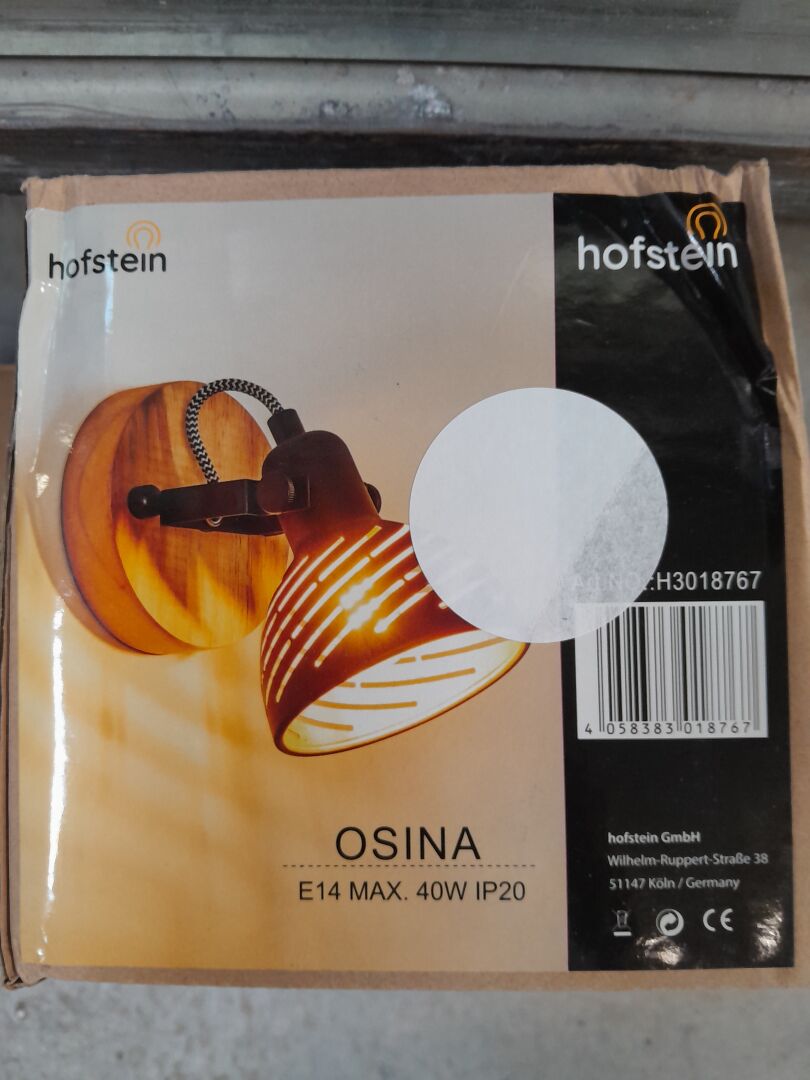 hofstein
hofstein
Art.NO.:H3018767
4 058383 018767
OSINA
E14 MAX. 40W IP20
hofstein GmbH
Wilhelm-Ruppert-Straße 38
51147 Köln / Germany
CE